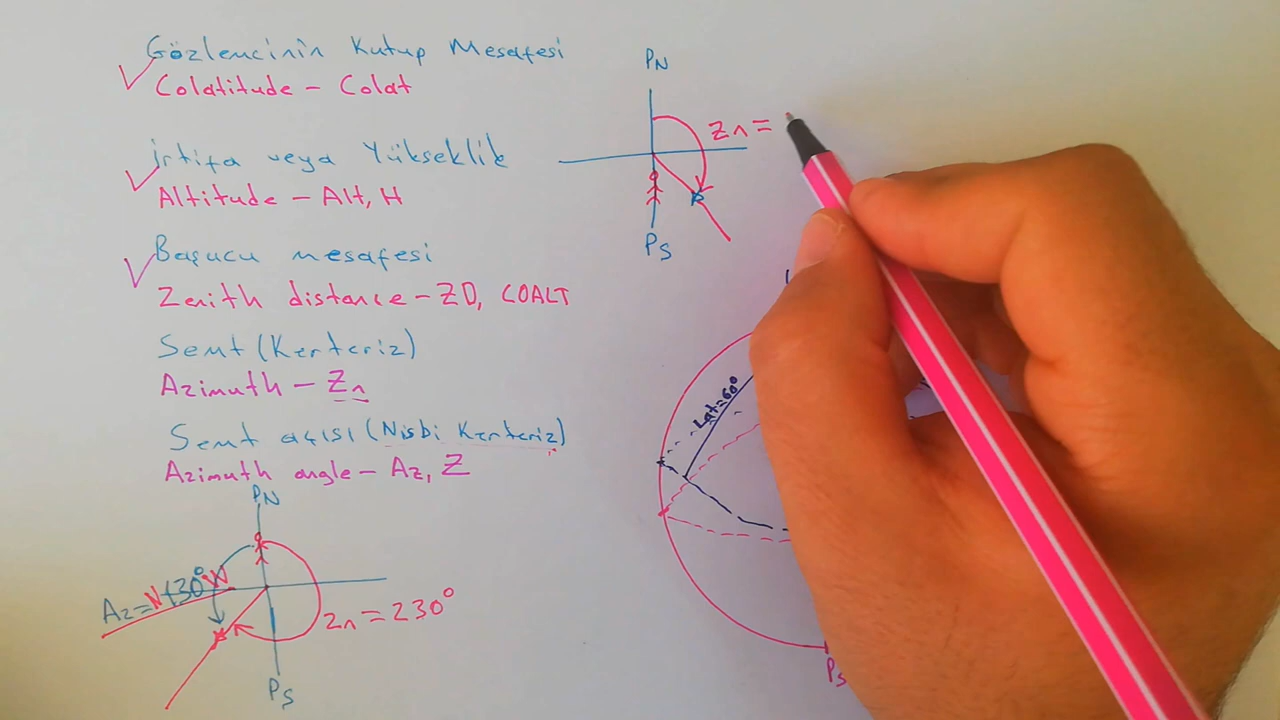 Gözlemcinin Kutup Mesafesi
Colatitude - Colat
İrtifa veya Yükseklik
Altitude - Alt, H
Başucu mesafesi
Zenith distance - ZD, COALT
Semt (Kerteriz)
Azimuth - Zn
Semt açısı (Nisbi Kerteriz)
Azimuth angle - Az, Z
PN
Az=N130°W
Zn=230°
Ps
PN
Zn=
Ps
Lat=60°
Ps